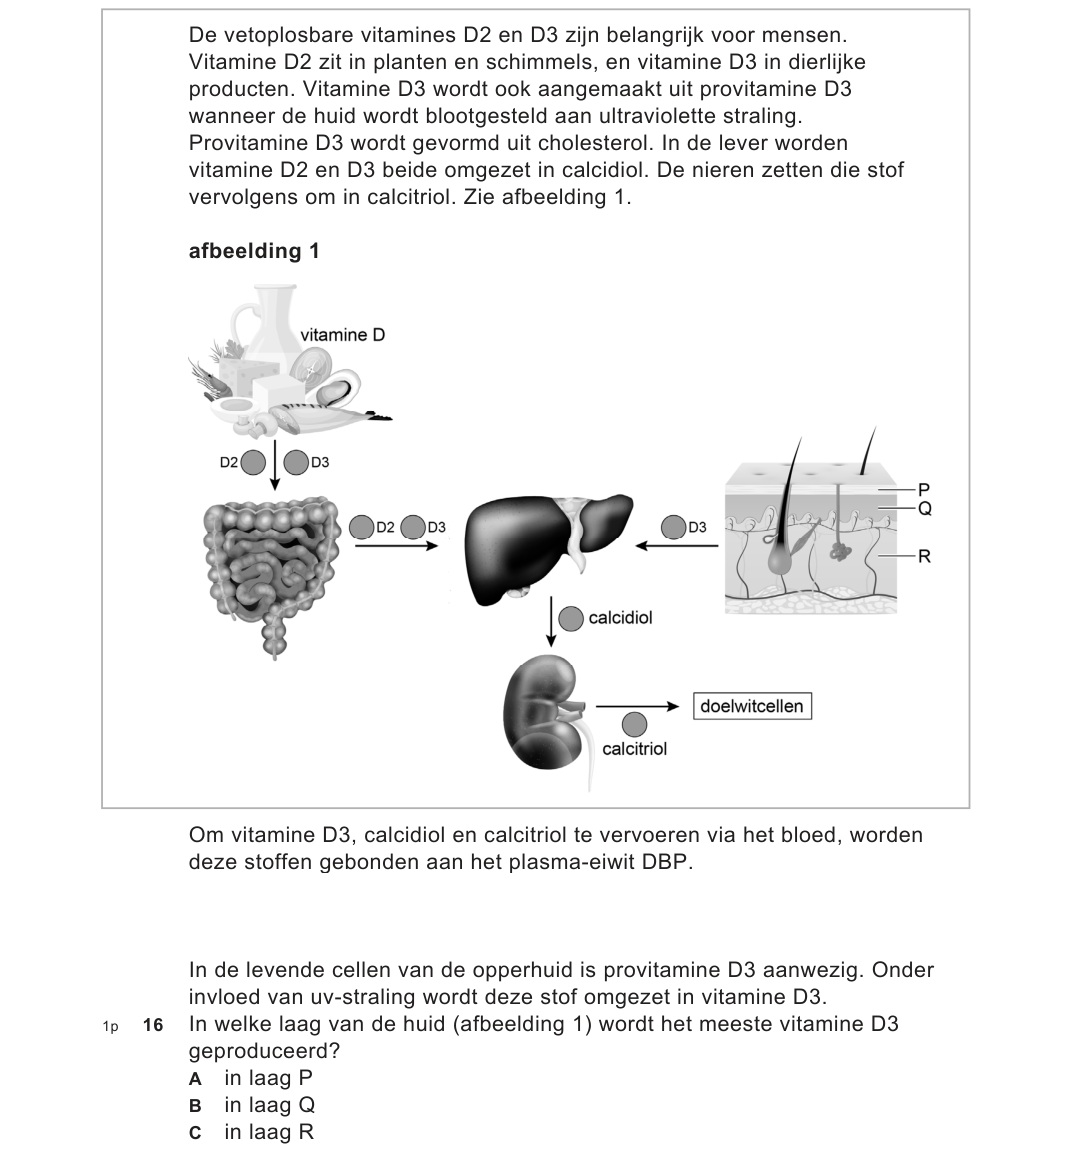 De vetoplosbare vitamines D2 en D3 zijn belangrijk voor mensen.
Vitamine D2 zit in planten en schimmels, en vitamine D3 in dierlijke
producten. Vitamine D3 wordt ook aangemaakt uit provitamine D3
wanneer de huid wordt blootgesteld aan ultraviolette straling.
Provitamine D3 wordt gevormd uit cholesterol. In de lever worden
vitamine D2 en D3 beide omgezet in calcidiol. De nieren zetten die stof
vervolgens om in calcitriol. Zie afbeelding 1.
afbeelding 1
vitamine D
D2 D3
D2 D3
D3
P
Q
R
calcidiol
doelwitcellen
calcitriol
Om vitamine D3, calcidiol en calcitriol te vervoeren via het bloed, worden
deze stoffen gebonden aan het plasma-eiwit DBP.
In de levende cellen van de opperhuid is provitamine D3 aanwezig. Onder
invloed van uv-straling wordt deze stof omgezet in vitamine D3.
1p 16 In welke laag van de huid (afbeelding 1) wordt het meeste vitamine D3
geproduceerd?
A in laag P
B in laag Q
C in laag R